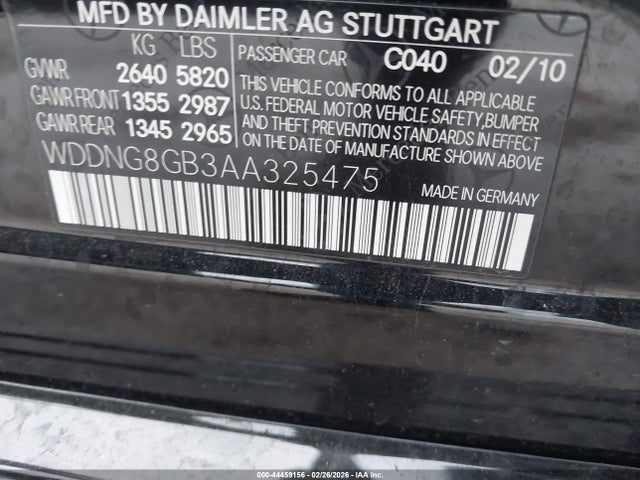 MFD BY DAIMLER AG STUTTGART
KG LBS
PASSENGER CAR C040 02/10
GVWR 2640 5820
GAWR FRONT 1355 2987
GAWR REAR 1345 2965
THIS VEHICLE CONFORMS TO ALL APPLICABLE
U.S. FEDERAL MOTOR VEHICLE SAFETY, BUMPER
AND THEFT PREVENTION STANDARDS IN EFFECT
ON THE DATE OF MANUFACTURE SHOWN ABOVE.
WDDNG8GB3AA325475
MADE IN GERMANY
000-44459156 - 02/26/2026 - IAAI.COM